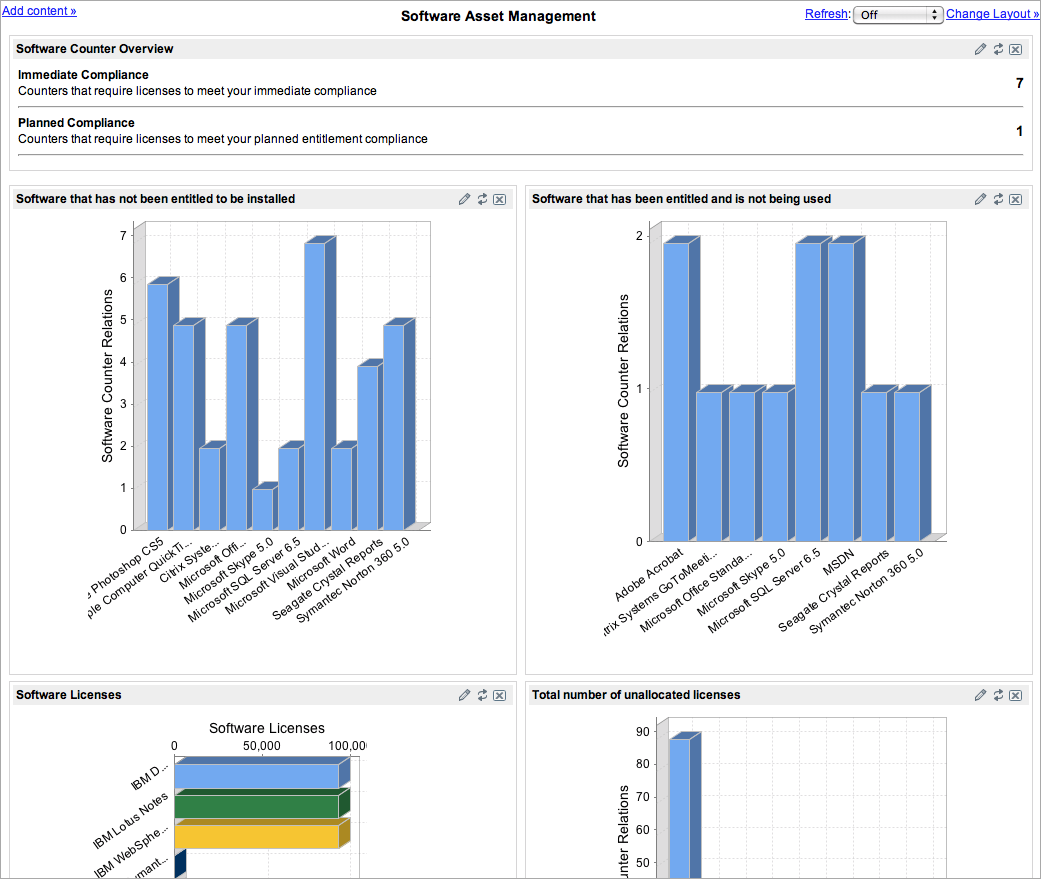 Add content »
Software Asset Management
Refresh: Off Change Layout »
Software Counter Overview
Immediate Compliance
Counters that require licenses to meet your immediate compliance
7
Planned Compliance
Counters that require licenses to meet your planned entitlement compliance
1
Software that has not been entitled to be installed
Software Counter Relations
7
6
5
4
3
2
1
0
Photoshop CS5
ple Computer QuickTi...
Citrix Syste...
Microsoft Offi...
Microsoft Skype 5.0
Microsoft SQL Server 6.5
Microsoft Visual Stud...
Microsoft Word
Seagate Crystal Reports
Symantec Norton 360 5.0
Software that has been entitled and is not being used
Software Counter Relations
2
1
0
Adobe Acrobat
trix Systems GoToMeeti...
Microsoft Office Standa...
Microsoft Skype 5.0
Microsoft SQL Server 6.5
MSDN
Seagate Crystal Reports
Symantec Norton 360 5.0
Software Licenses
Software Licenses
0 50,000 100,00
IBM D...
IBM Lotus Notes
IBM WebSphe...
mant...
Total number of unallocated licenses
unter Relations
90
80
70
60
50